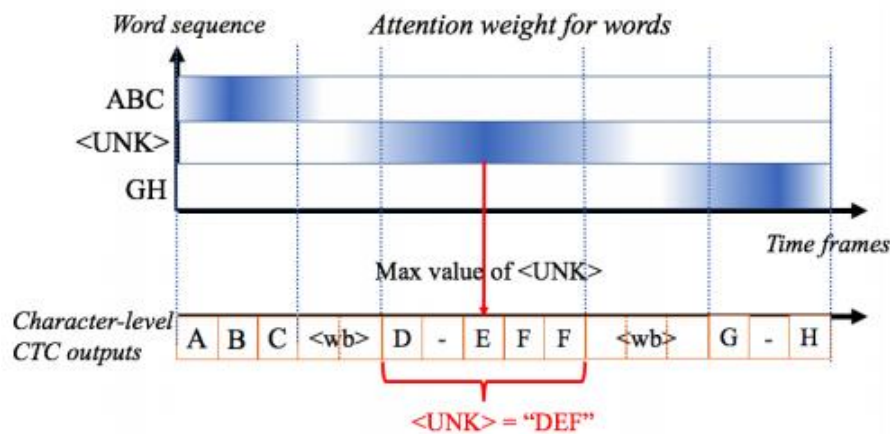 Word sequence
Attention weight for words
ABC
<UNK>
GH
Time frames
Max value of <UNK>
Character-level
CTC outputs
A B C <wb> D - E F F <wb> G - H
<UNK> = “DEF”